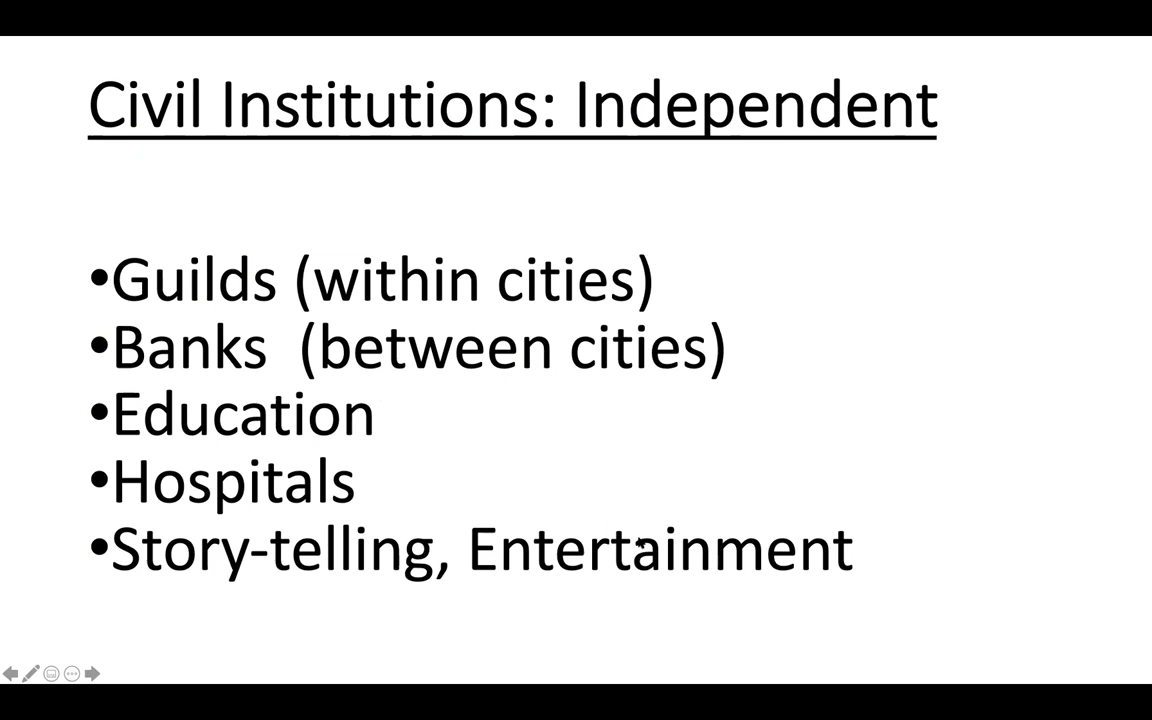 Civil Institutions: Independent
•Guilds (within cities)
•Banks  (between cities)
•Education
•Hospitals
•Story-telling, Entertainment